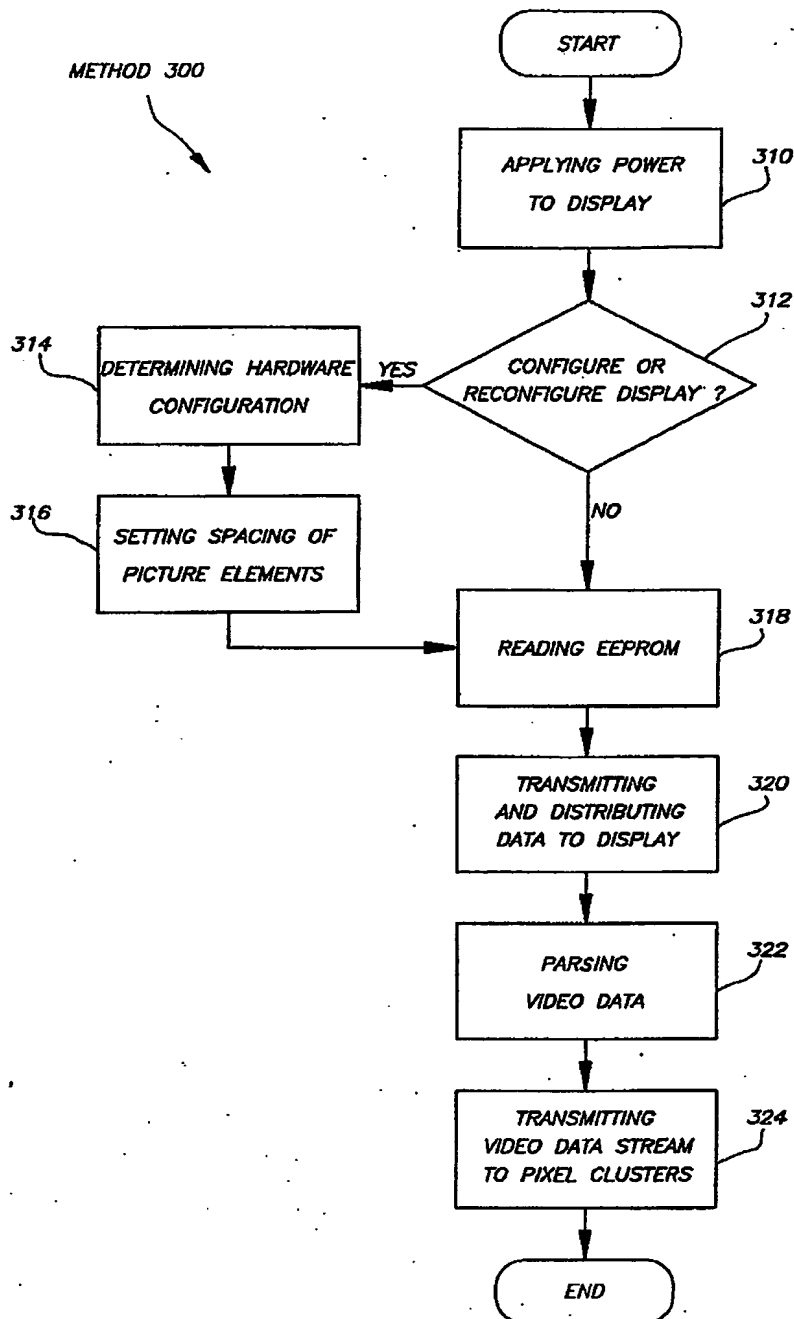 START
METHOD 300
APPLYING POWER
TO DISPLAY
310
312
CONFIGURE OR
RECONFIGURE DISPLAY ?
YES
314
DETERMINING HARDWARE
CONFIGURATION
316
SETTING SPACING OF
PICTURE ELEMENTS
NO
READING EEPROM
318
TRANSMITTING
AND DISTRIBUTING
DATA TO DISPLAY
320
PARSING
VIDEO DATA
322
TRANSMITTING
VIDEO DATA STREAM
TO PIXEL CLUSTERS
324
END